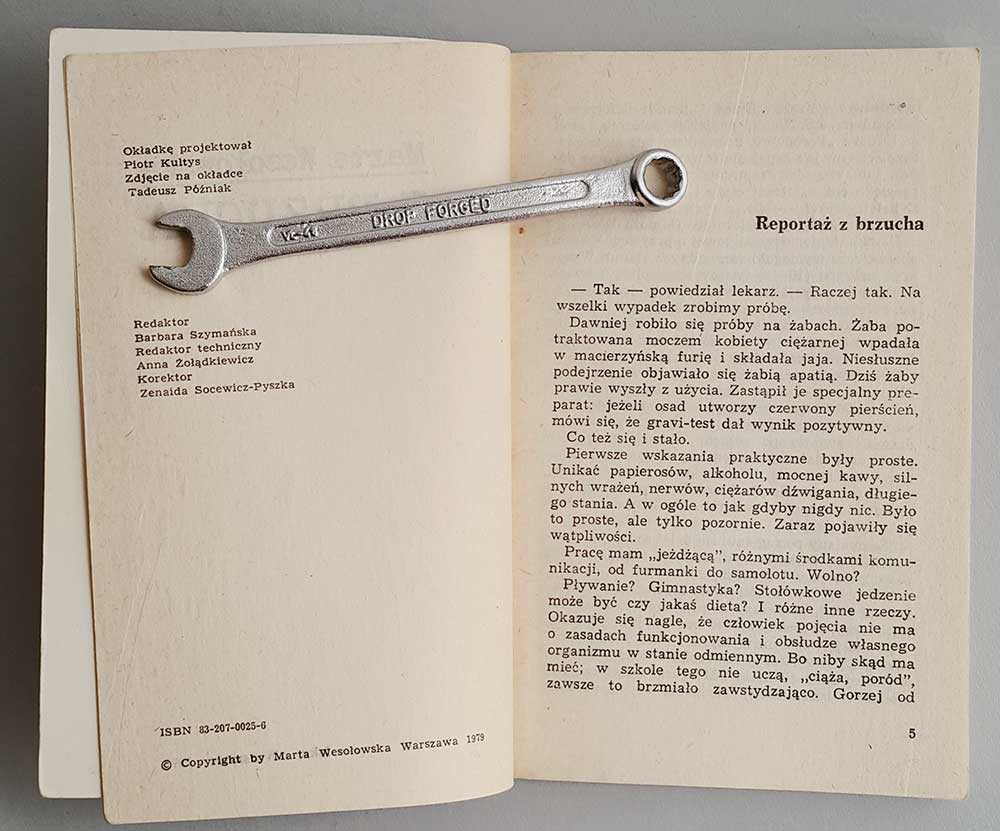 Okładkę projektował
Piotr Kultys
Zdjęcie na okładce
Tadeusz Późniak
DROP FORGED
Redaktor
Barbara Szymańska
Redaktor techniczny
Anna Żołądkiewicz
Korektor
Zenaida Socewicz-Pyszka
ISBN 83-207-0025-6
© Copyright by Marta Wesołowska Warszawa 1979
Reportaż z brzucha
— Tak — powiedział lekarz. — Raczej tak. Na
wszelki wypadek zrobimy próbę.
Dawniej robiło się próby na żabach. Żaba po-
traktowana moczem kobiety ciężarnej wpadała
w macierzyńską furię i składała jaja. Niesłuszne
podejrzenie objawiało się żabią apatią. Dziś żaby
prawie wyszły z użycia. Zastąpił je specjalny pre-
parat: jeżeli osad utworzy czerwony pierścień,
mówi się, że gravi-test dał wynik pozytywny.
Co też się i stało.
Pierwsze wskazania praktyczne były proste.
Unikać papierosów, alkoholu, mocnej kawy, sil-
nych wrażeń, nerwów, ciężarów dźwigania, długie-
go stania. A w ogóle to jak gdyby nigdy nic. Było
to proste, ale tylko pozornie. Zaraz pojawiły się
wątpliwości.
Pracę mam „jeżdżącą”, różnymi środkami komu-
nikacji, od furmanki do samolotu. Wolno?
Pływanie? Gimnastyka? Stołówkowe jedzenie
może być czy jakaś dieta? I różne inne rzeczy.
Okazuje się nagle, że człowiek pojęcia nie ma
o zasadach funkcjonowania i obsłudze własnego
organizmu w stanie odmiennym. Bo niby skąd ma
mieć; w szkole tego nie uczą, „ciąża, poród”,
zawsze to brzmiało zawstydzająco. Gorzej od
5